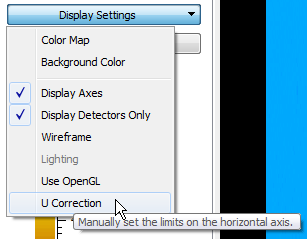 Display Settings
Color Map
Background Color
Display Axes
Display Detectors Only
Wireframe
Lighting
Use OpenGL
U Correction
Manually set the limits on the horizontal axis.